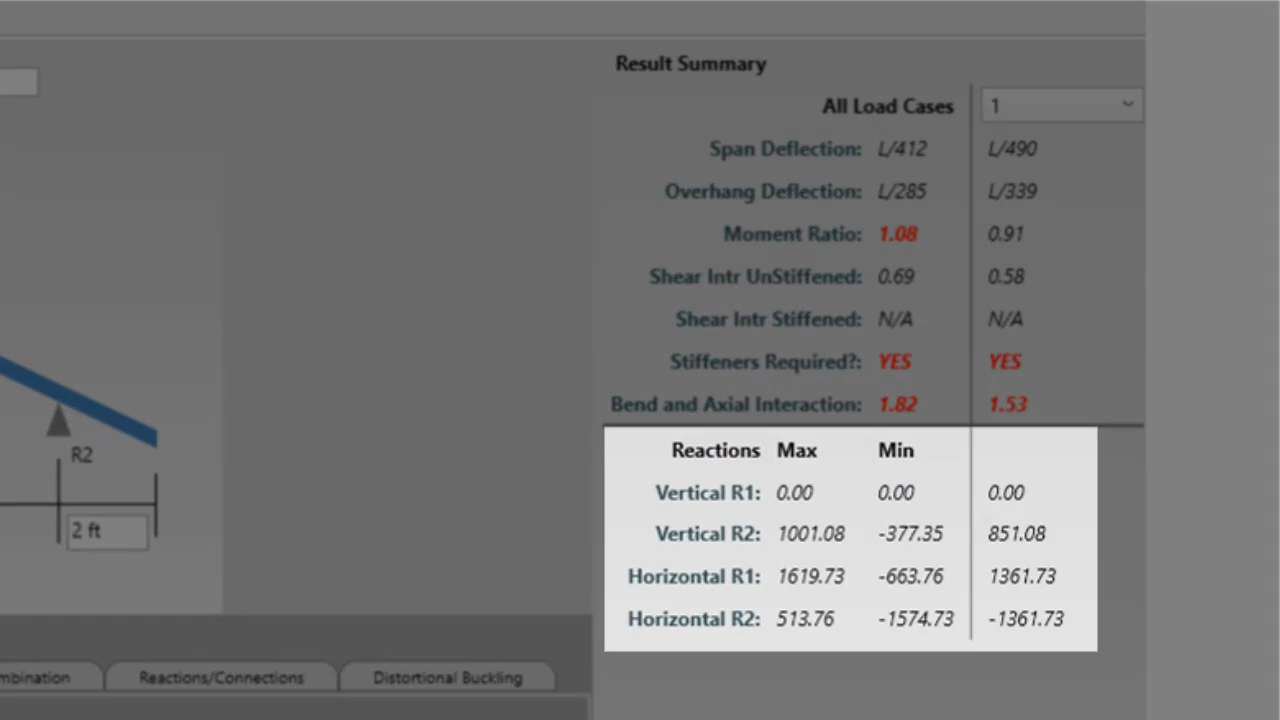 Result Summary
All Load Cases 1
Span Deflection: L/412 L/490
Overhang Deflection: L/285 L/339
Moment Ratio: 1.08 0.91
Shear Intr UnStiffened: 0.69 0.58
Shear Intr Stiffened: N/A N/A
Stiffeners Required?: YES YES
Bend and Axial Interaction: 1.82 1.53
Reactions Max Min
Vertical R1: 0.00 0.00 0.00
Vertical R2: 1001.08 -377.35 851.08
Horizontal R1: 1619.73 -663.76 1361.73
Horizontal R2: 513.76 -1574.73 -1361.73
R2
2 ft
mbination Reactions/Connections Distortional Buckling